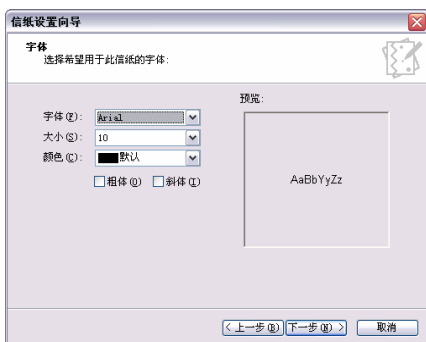 信纸设置向导
字体
选择希望用于此信纸的字体:
预览:
字体(F): Arial
大小(S): 10
颜色(C): 默认
粗体(O) 斜体(I)
AaBbYyZz
< 上一步(B) 下一步(N) > 取消